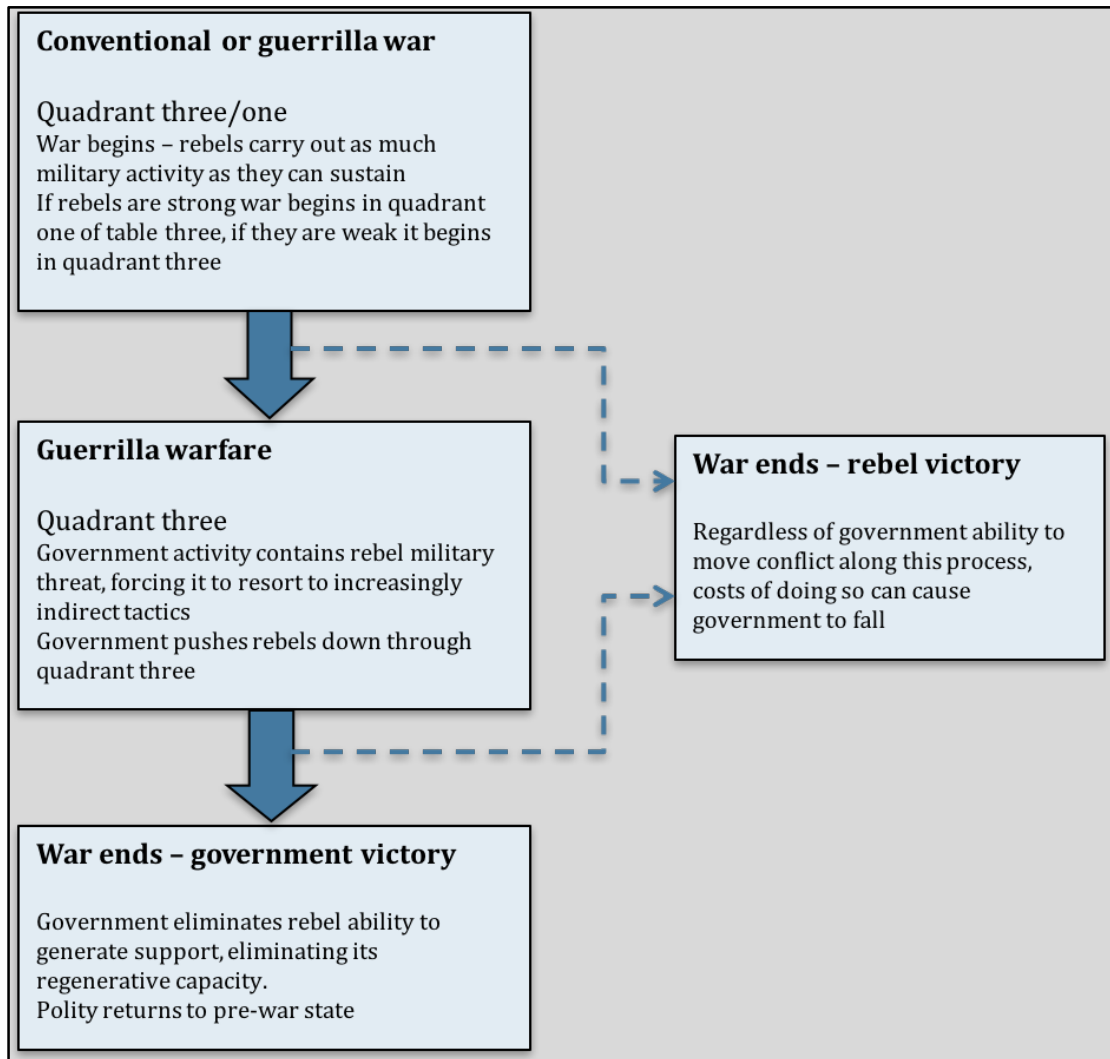 Conventional or guerrilla war
Quadrant three/one
War begins – rebels carry out as much
military activity as they can sustain
If rebels are strong war begins in quadrant
one of table three, if they are weak it begins
in quadrant three
Guerrilla warfare
Quadrant three
Government activity contains rebel military
threat, forcing it to resort to increasingly
indirect tactics
Government pushes rebels down through
quadrant three
War ends – rebel victory
Regardless of government ability to
move conflict along this process,
costs of doing so can cause
government to fall
War ends – government victory
Government eliminates rebel ability to
generate support, eliminating its
regenerative capacity.
Polity returns to pre-war state